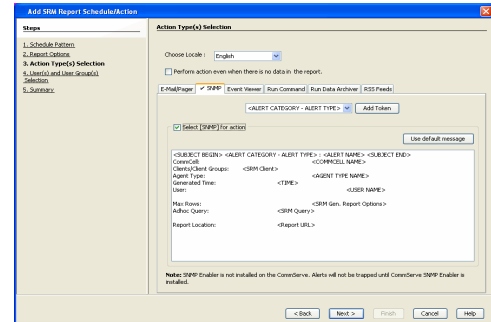 Add SRM Report Schedule/Action
Steps
1. Schedule Pattern
2. Report Options
3. Action Type(s) Selection
4. User(s) and User Group(s)
Selection
5. Summary
Action Type(s) Selection
Choose Locale : English
Perform action even when there is no data in the report.
E-Mail/Pager SNMP Event Viewer Run Command Run Data Archiver RSS Feeds
<ALERT CATEGORY - ALERT TYPE> Add Token
Select [SNMP] for action
Use default message
<SUBJECT BEGIN> <ALERT CATEGORY - ALERT TYPE> : <ALERT NAME> <SUBJECT END>
CommCell: <COMMCELL NAME>
Clients/Client Groups: <SRM Client>
Agent Type: <AGENT TYPE NAME>
Generated Time: <TIME>
User: <USER NAME>
Max Rows: <SRM Gen. Report Options>
Adhoc Query: <SRM Query>
Report Location: <Report URL>
Note: SNMP Enabler is not installed on the CommServe. Alerts will not be trapped until CommServe SNMP Enabler is
installed.
< Back Next > Finish Cancel Help